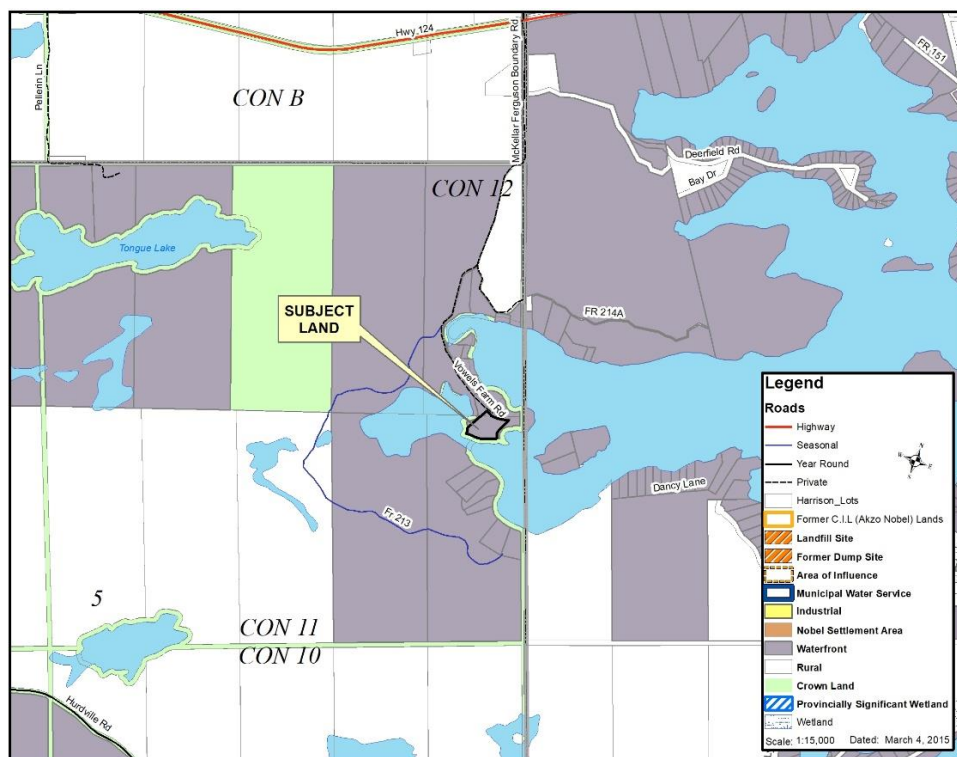 Hwy 124
FR 151
Pellerin Ln
CON B
McKellar Ferguson Boundary Rd.
Deerfield Rd
Bay Dr
CON 12
Tongue Lake
SUBJECT
LAND
FR 214A
Vowels Farm Rd
Dancy Lane
Fr 213
5
CON 11
CON 10
Hurdville Rd
Legend
Roads
Highway
Seasonal
Year Round
Private
Harrison_Lots
Former C.I.L (Akzo Nobel) Lands
Landfill Site
Former Dump Site
Area of Influence
Municipal Water Service
Industrial
Nobel Settlement Area
Waterfront
Rural
Crown Land
Provincially Significant Wetland
Wetland
Scale: 1:15,000 Dated: March 4, 2015
N
W E
S